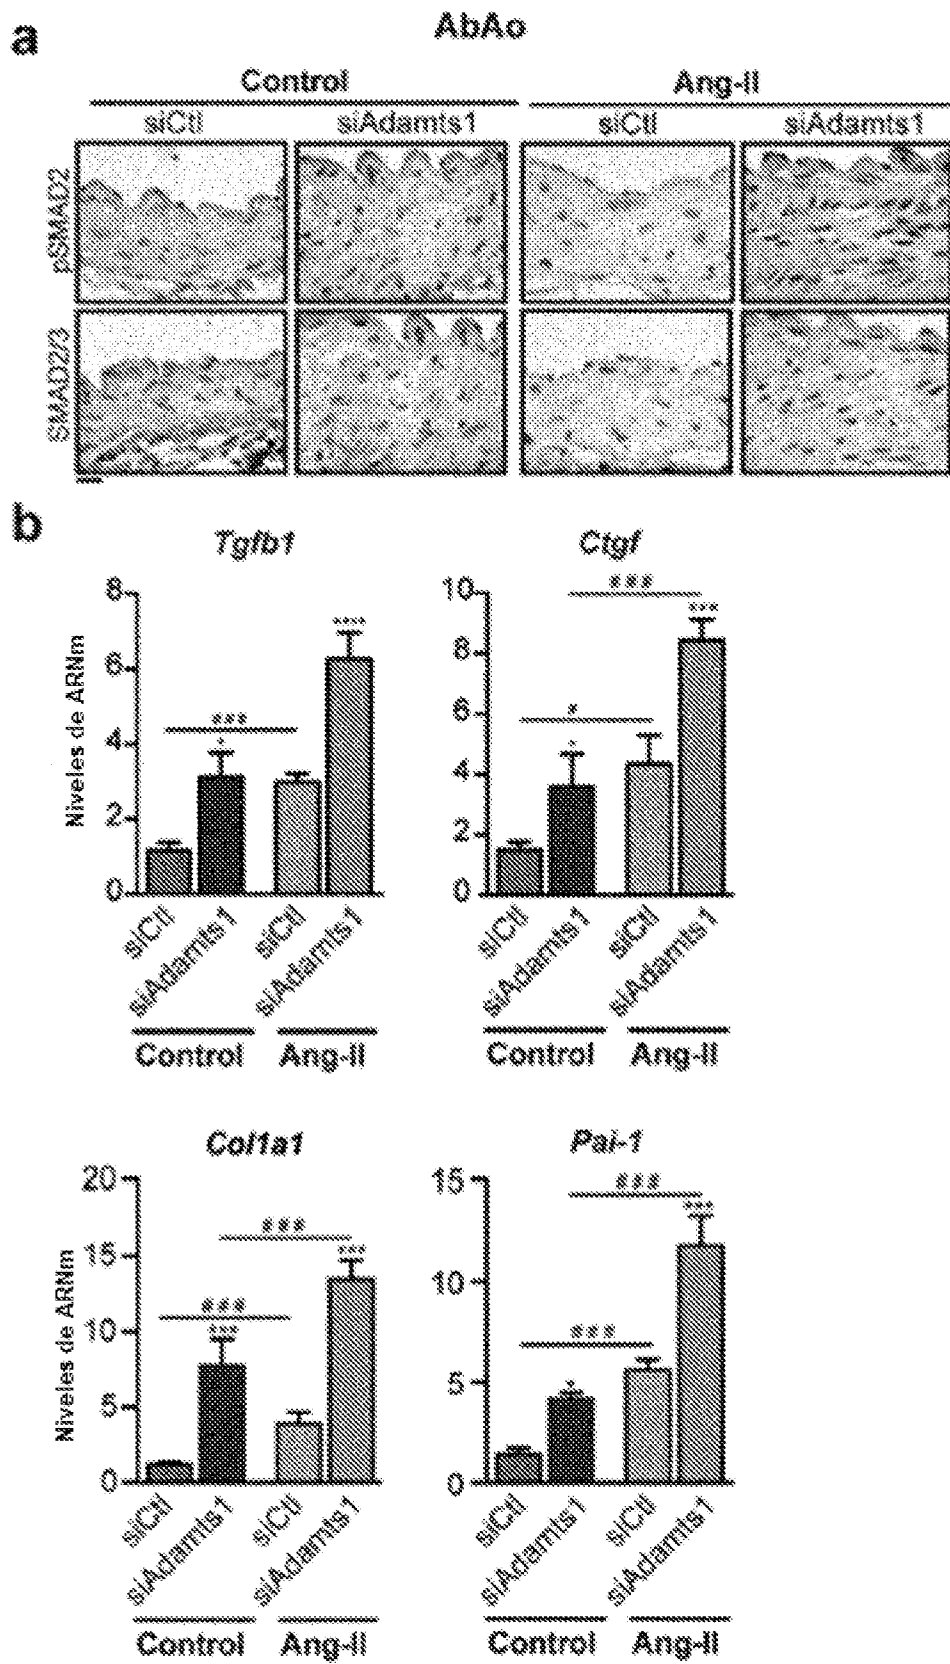 a
AbAo
Control
Ang-II
siCtl
siAdamts1
siCtl
siAdamts1
pSMAD2
SMAD2/3
b
Tgfb1
Niveles de ARNm
8
6
4
2
0
###
*
****
siCtl
siAdamts1
siCtl
siAdamts1
Control
Ang-II
Ctgf
10
8
6
4
2
0
#
*
###
***
siCtl
siAdamts1
siCtl
siAdamts1
Control
Ang-II
Col1a1
Niveles de ARNm
20
15
10
5
0
###
***
###
***
siCtl
siAdamts1
siCtl
siAdamts1
Control
Ang-II
Pai-1
15
10
5
0
###
*
###
***
siCtl
siAdamts1
siCtl
siAdamts1
Control
Ang-II